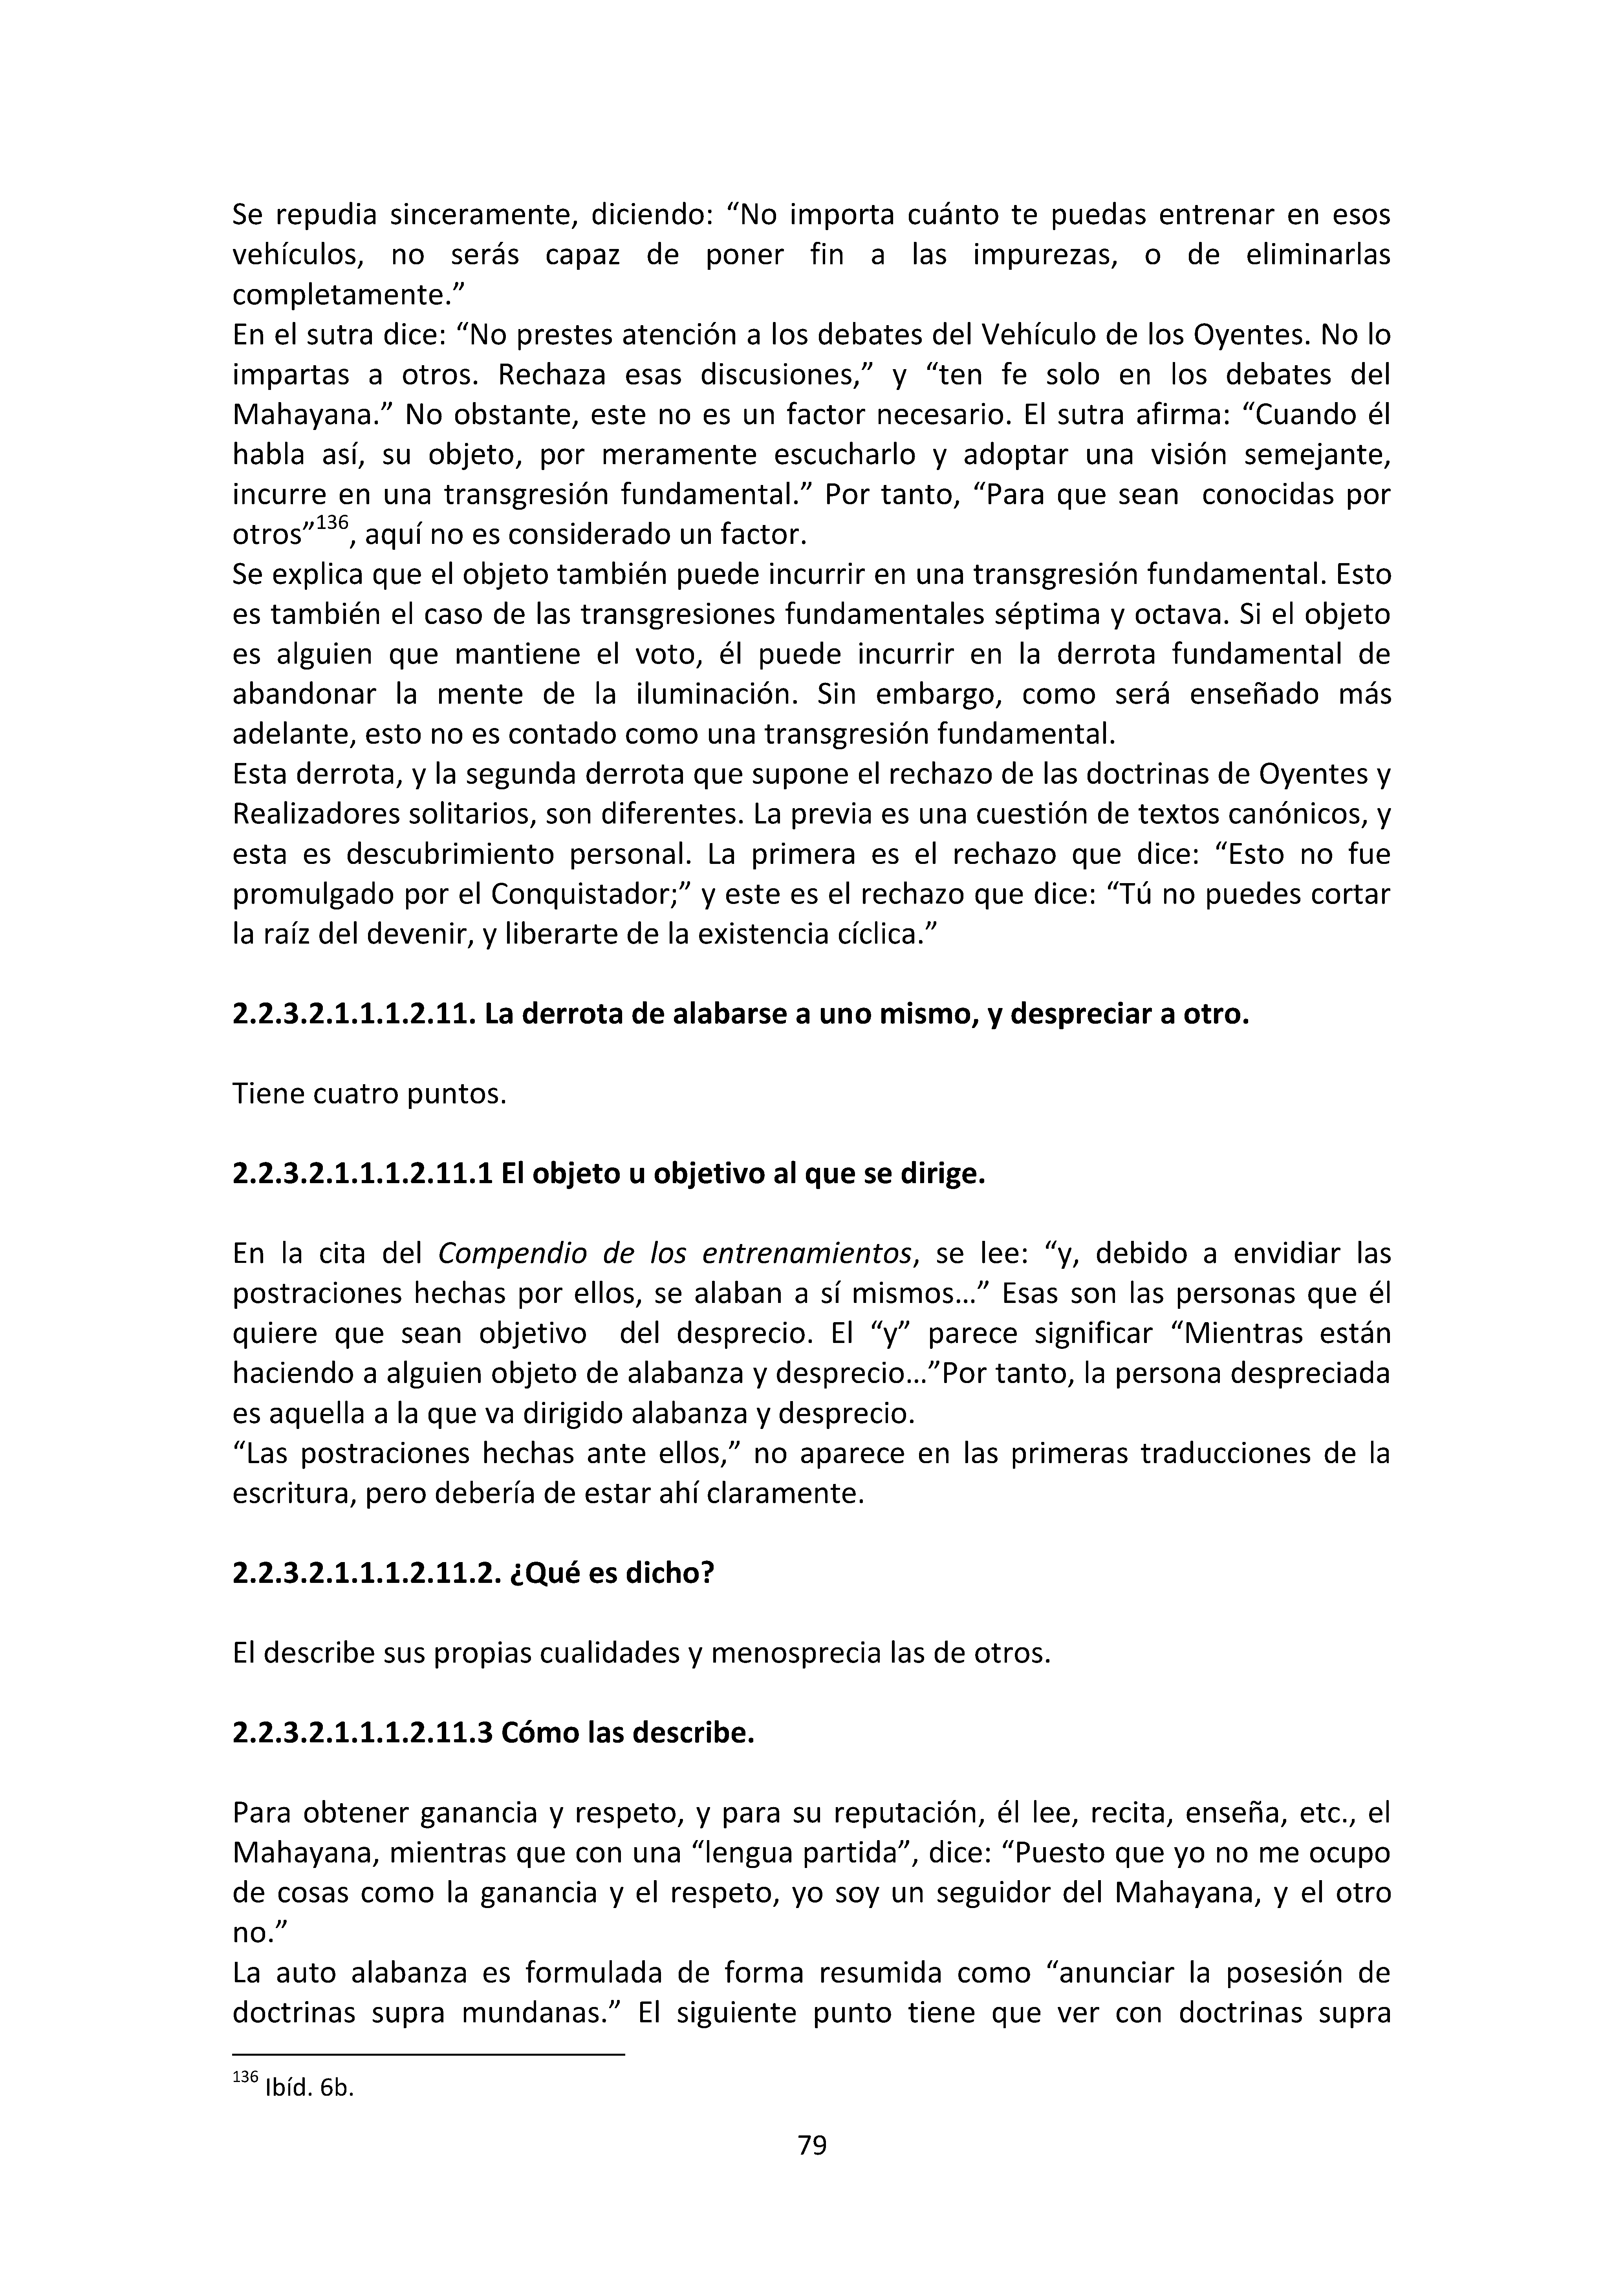 Se repudia sinceramente, diciendo: “No importa cuánto te puedas entrenar en esos
vehículos, no serás capaz de poner fin a las impurezas, o de eliminarlas
completamente.”
En el sutra dice: “No prestes atención a los debates del Vehículo de los Oyentes. No lo
impartas a otros. Rechaza esas discusiones,” y “ten fe solo en los debates del
Mahayana.” No obstante, este no es un factor necesario. El sutra afirma: “Cuando él
habla así, su objeto, por meramente escucharlo y adoptar una visión semejante,
incurre en una transgresión fundamental.” Por tanto, “Para que sean  conocidas por
otros”136, aquí no es considerado un factor.
Se explica que el objeto también puede incurrir en una transgresión fundamental. Esto
es también el caso de las transgresiones fundamentales séptima y octava. Si el objeto
es alguien que mantiene el voto, él puede incurrir en la derrota fundamental de
abandonar la mente de la iluminación. Sin embargo, como será enseñado más
adelante, esto no es contado como una transgresión fundamental.
Esta derrota, y la segunda derrota que supone el rechazo de las doctrinas de Oyentes y
Realizadores solitarios, son diferentes. La previa es una cuestión de textos canónicos, y
esta es descubrimiento personal. La primera es el rechazo que dice: “Esto no fue
promulgado por el Conquistador;” y este es el rechazo que dice: “Tú no puedes cortar
la raíz del devenir, y liberarte de la existencia cíclica.”
2.2.3.2.1.1.1.2.11. La derrota de alabarse a uno mismo, y despreciar a otro.
Tiene cuatro puntos.
2.2.3.2.1.1.1.2.11.1 El objeto u objetivo al que se dirige.
En la cita del Compendio de los entrenamientos, se lee: “y, debido a envidiar las
postraciones hechas por ellos, se alaban a sí mismos…” Esas son las personas que él
quiere que sean objetivo  del desprecio. El “y” parece significar “Mientras están
haciendo a alguien objeto de alabanza y desprecio…”Por tanto, la persona despreciada
es aquella a la que va dirigido alabanza y desprecio.
“Las postraciones hechas ante ellos,” no aparece en las primeras traducciones de la
escritura, pero debería de estar ahí claramente.
2.2.3.2.1.1.1.2.11.2. ¿Qué es dicho?
El describe sus propias cualidades y menosprecia las de otros.
2.2.3.2.1.1.1.2.11.3 Cómo las describe.
Para obtener ganancia y respeto, y para su reputación, él lee, recita, enseña, etc., el
Mahayana, mientras que con una “lengua partida”, dice: “Puesto que yo no me ocupo
de cosas como la ganancia y el respeto, yo soy un seguidor del Mahayana, y el otro
no.”
La auto alabanza es formulada de forma resumida como “anunciar la posesión de
doctrinas supra mundanas.” El siguiente punto tiene que ver con doctrinas supra
136 Ibíd. 6b.
79